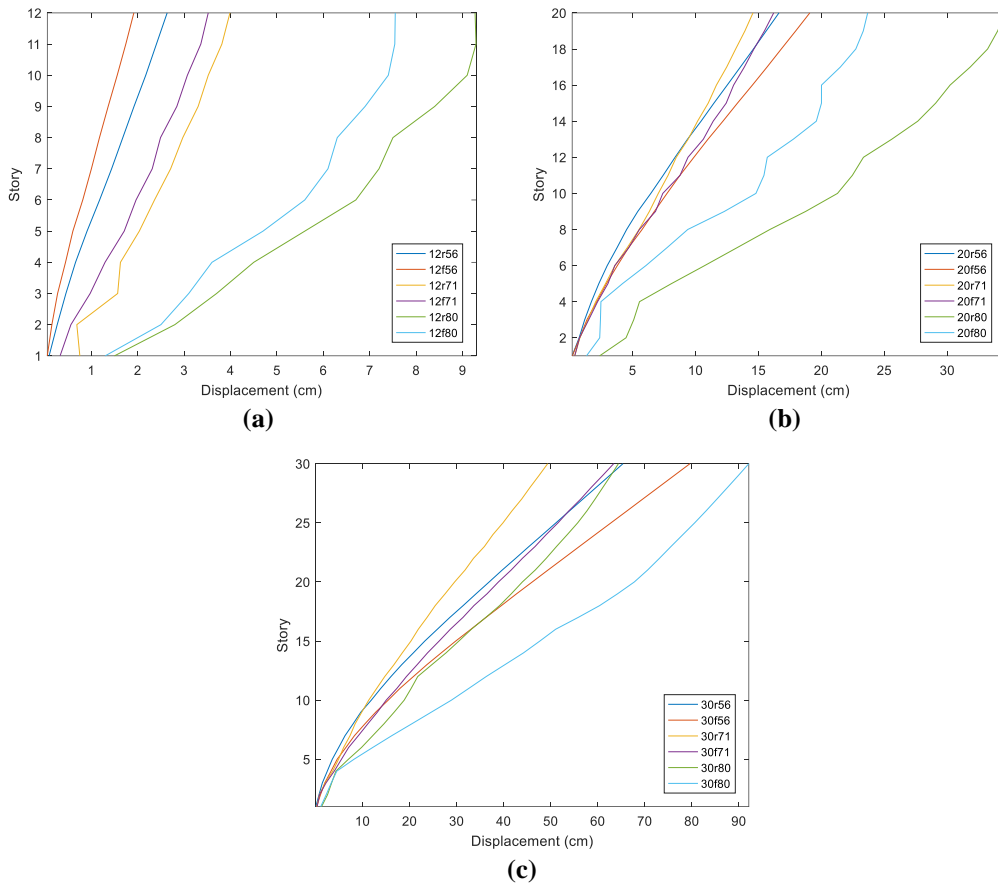 12
11
10
9
8
7
6
5
4
3
2
1
Story
1 2 3 4 5 6 7 8 9
Displacement (cm)
12r56
12f56
12r71
12f71
12r80
12f80
(a)
20
18
16
14
12
10
8
6
4
2
Story
5 10 15 20 25 30
Displacement (cm)
20r56
20f56
20r71
20f71
20r80
20f80
(b)
30
25
20
15
10
5
Story
10 20 30 40 50 60 70 80 90
Displacement (cm)
30r56
30f56
30r71
30f71
30r80
30f80
(c)